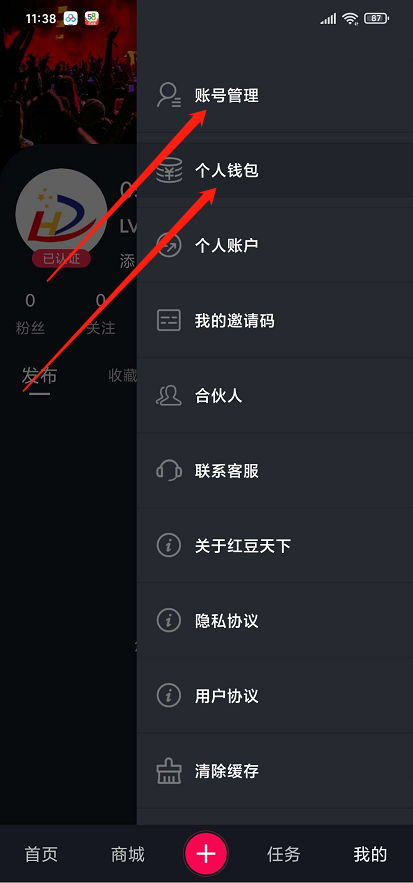 11:38
58
87
账号管理
个人钱包
个人账户
我的邀请码
合伙人
联系客服
关于红豆天下
隐私协议
用户协议
清除缓存
HD
已认证
LV
添
0
0
粉丝
关注
发布
收藏
首页
商城
任务
我的